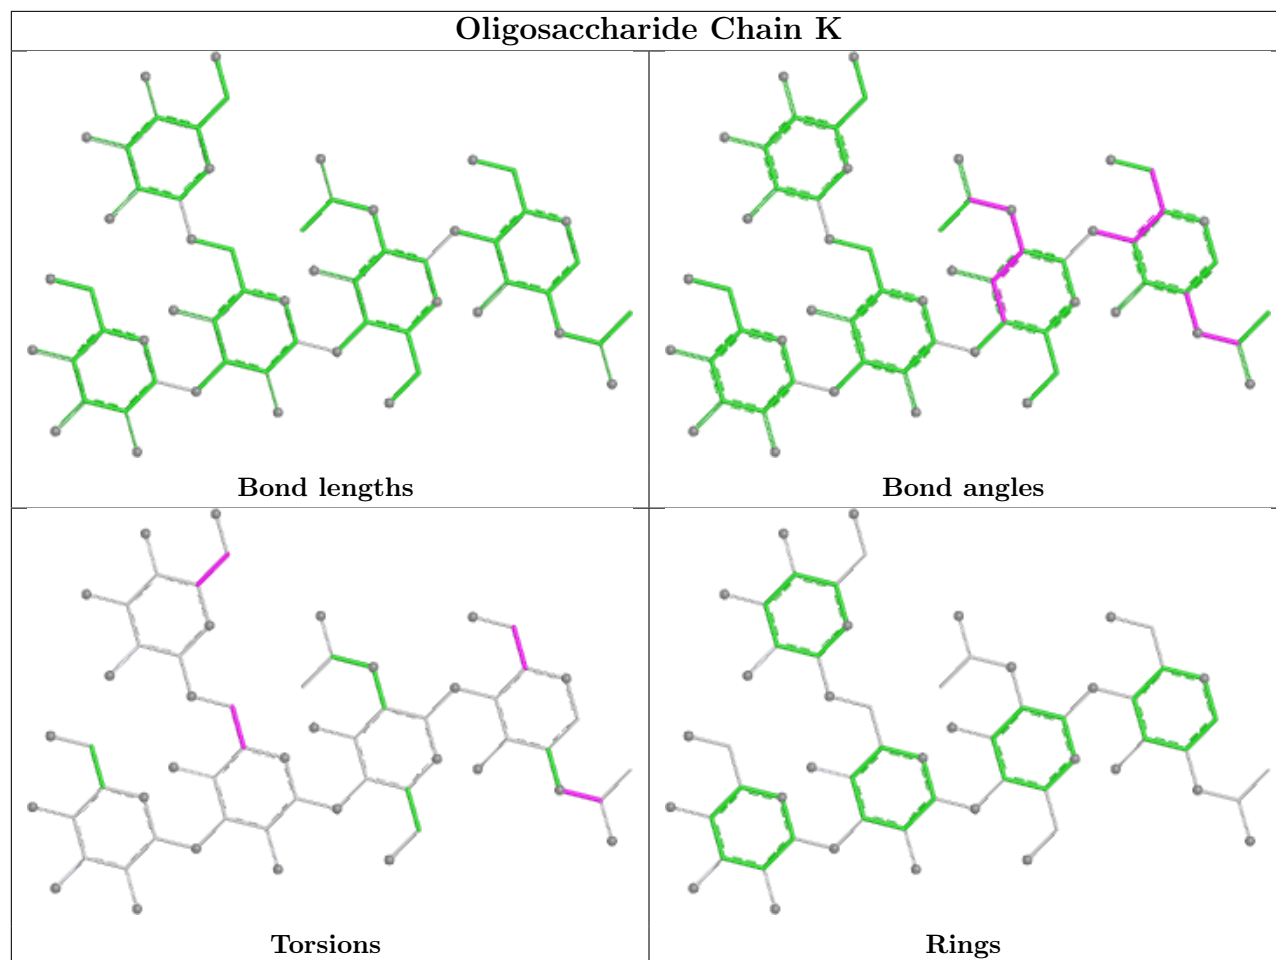 Oligosaccharide Chain K
Bond lengths
Bond angles
Torsions
Rings